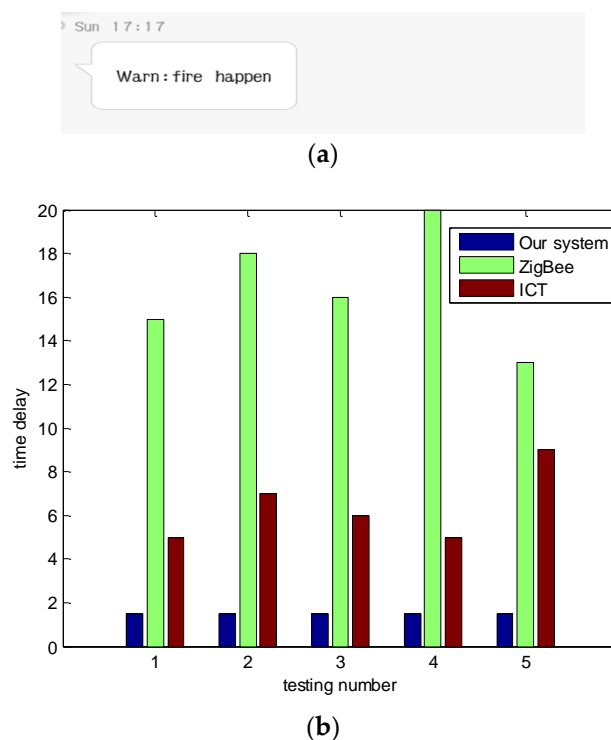 Sun 17:17
Warn:fire happen
(a)
20
18
16
14
12
10
8
6
4
2
0
time delay
Our system
ZigBee
ICT
1 2 3 4 5
testing number
(b)